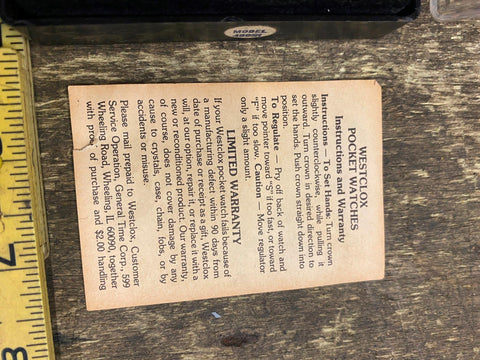 WESTCLOX
POCKET WATCHES
Instructions and Warranty
Instructions — To Set Hands: Turn crown
slightly counterclockwise, while pulling it
outward. Turn crown in desired direction to
set the hands. Push crown straight down into
position.
To Regulate — Pry off back of watch and
move pointer toward "S" if too fast, or toward
"F" if too slow. Caution — Move regulator
only a slight amount.
LIMITED WARRANTY
If your Westclox pocket watch fails because of
a manufacturing defect within 90 days from
date of purchase or receipt as a gift, Westclox
will, at our option, repair it, or replace it with a
new or reconditioned product. Our warranty,
of course, does not cover damage by any
cause to crystals, case, chain, fobs, or by
accidents or misuse.
Please mail prepaid to Westclox, Customer
Service Operation, General Time Corp., 599
Wheeling Road, Wheeling, IL 60090, together
with proof of purchase and $2.00 handling
MODEL
2